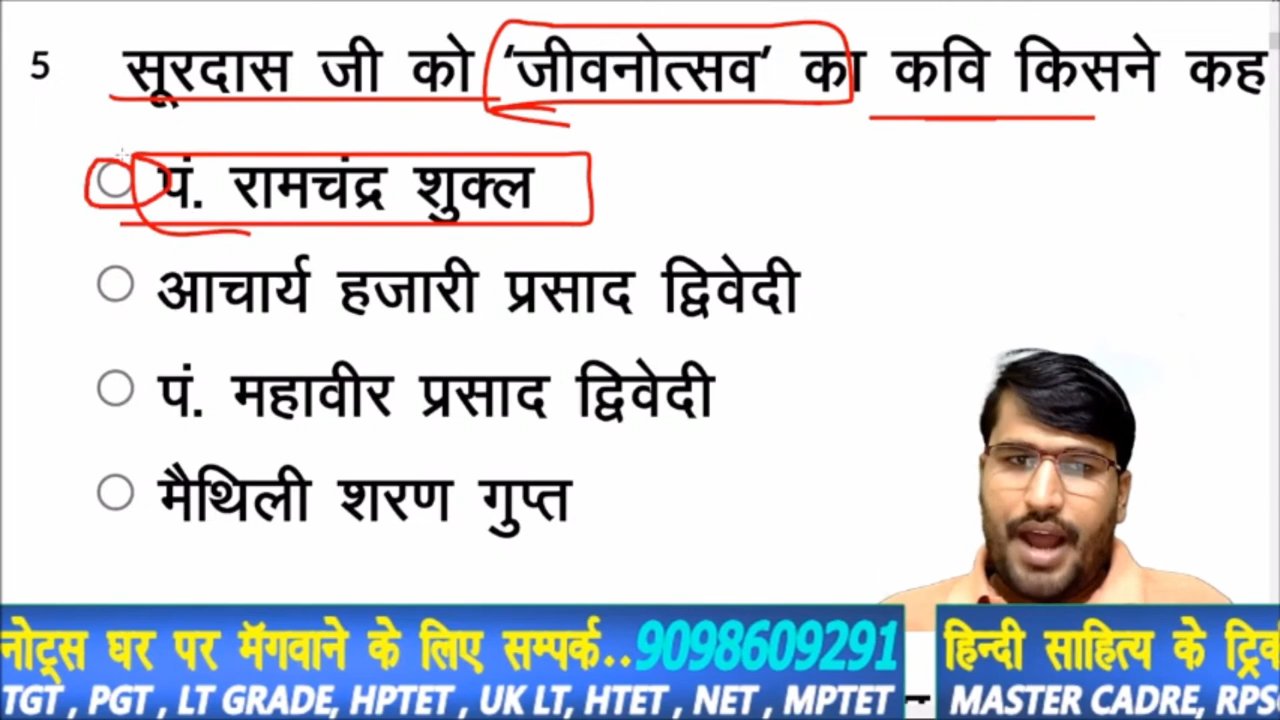 5 सूरदास जी को ‘जीवनोत्सव’ का कवि किसने कह
पं. रामचंद्र शुक्ल
आचार्य हजारी प्रसाद द्विवेदी
पं. महावीर प्रसाद द्विवेदी
मैथिली शरण गुप्त
नोट्स घर पर मॅगवाने के लिए सम्पर्क..9098609291
हिन्दी साहित्य के
TGT , PGT , LT GRADE, HPTET , UK LT, HTET , NET , MPTET
MASTER CADRE, RPS